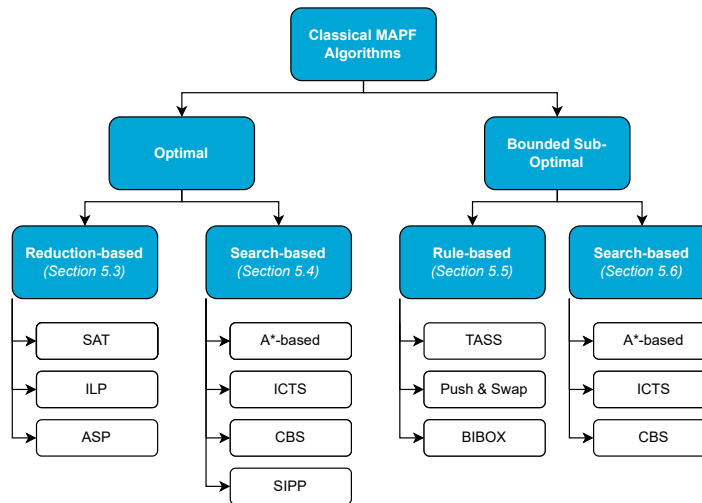 Classical MAPF
Algorithms
Optimal
Bounded Sub-
Optimal
Reduction-based
(Section 5.3)
Search-based
(Section 5.4)
Rule-based
(Section 5.5)
Search-based
(Section 5.6)
SAT
A*-based
TASS
A*-based
ILP
ICTS
Push & Swap
ICTS
ASP
CBS
BIBOX
CBS
SIPP